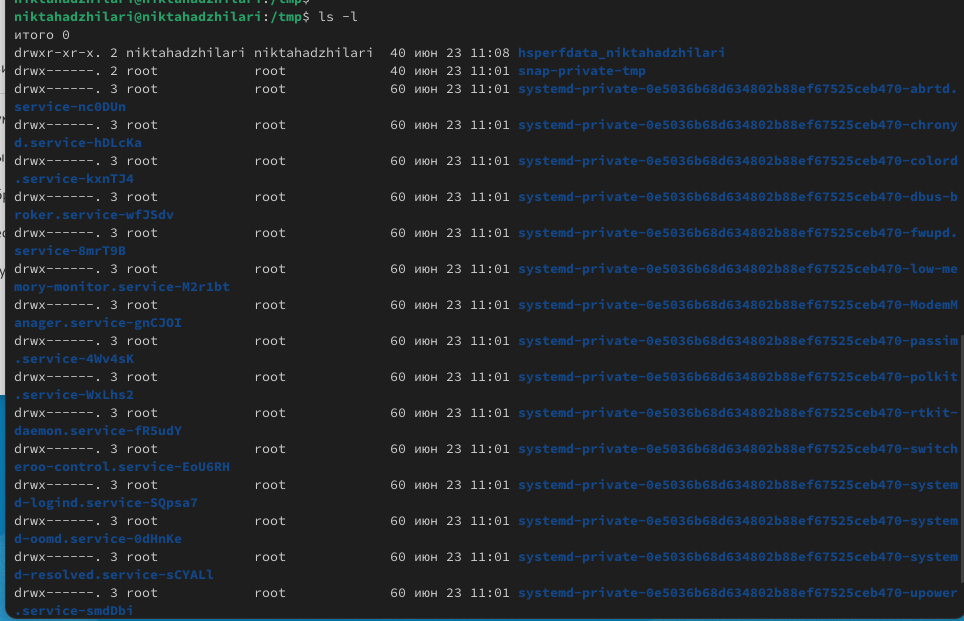 niktahadzhilari@niktahadzhilari:/tmp$
niktahadzhilari@niktahadzhilari:/tmp$ ls -l
итого 0
drwxr-xr-x. 2 niktahadzhilari niktahadzhilari  40 июн 23 11:08 hsperfdata_niktahadzhilari
drwx------. 2 root            root             40 июн 23 11:01 snap-private-tmp
drwx------. 3 root            root             60 июн 23 11:01 systemd-private-0e5036b68d634802b88ef67525ceb470-abrtd.
service-nc0DUn
drwx------. 3 root            root             60 июн 23 11:01 systemd-private-0e5036b68d634802b88ef67525ceb470-chrony
d.service-hDLcKa
drwx------. 3 root            root             60 июн 23 11:01 systemd-private-0e5036b68d634802b88ef67525ceb470-colord
.service-kxnTJ4
drwx------. 3 root            root             60 июн 23 11:01 systemd-private-0e5036b68d634802b88ef67525ceb470-dbus-b
roker.service-wfJSdv
drwx------. 3 root            root             60 июн 23 11:01 systemd-private-0e5036b68d634802b88ef67525ceb470-fwupd.
service-8mrT9B
drwx------. 3 root            root             60 июн 23 11:01 systemd-private-0e5036b68d634802b88ef67525ceb470-low-me
mory-monitor.service-M2r1bt
drwx------. 3 root            root             60 июн 23 11:01 systemd-private-0e5036b68d634802b88ef67525ceb470-ModemM
anager.service-gnCJOI
drwx------. 3 root            root             60 июн 23 11:01 systemd-private-0e5036b68d634802b88ef67525ceb470-passim
.service-4Wv4sK
drwx------. 3 root            root             60 июн 23 11:01 systemd-private-0e5036b68d634802b88ef67525ceb470-polkit
.service-WxLhs2
drwx------. 3 root            root             60 июн 23 11:01 systemd-private-0e5036b68d634802b88ef67525ceb470-rtkit-
daemon.service-fR5udY
drwx------. 3 root            root             60 июн 23 11:01 systemd-private-0e5036b68d634802b88ef67525ceb470-switch
eroo-control.service-EoU6RH
drwx------. 3 root            root             60 июн 23 11:01 systemd-private-0e5036b68d634802b88ef67525ceb470-system
d-logind.service-SQpsa7
drwx------. 3 root            root             60 июн 23 11:01 systemd-private-0e5036b68d634802b88ef67525ceb470-system
d-oomd.service-0dHnKe
drwx------. 3 root            root             60 июн 23 11:01 systemd-private-0e5036b68d634802b88ef67525ceb470-system
d-resolved.service-sCYALl
drwx------. 3 root            root             60 июн 23 11:01 systemd-private-0e5036b68d634802b88ef67525ceb470-upower
.service-smdDbi